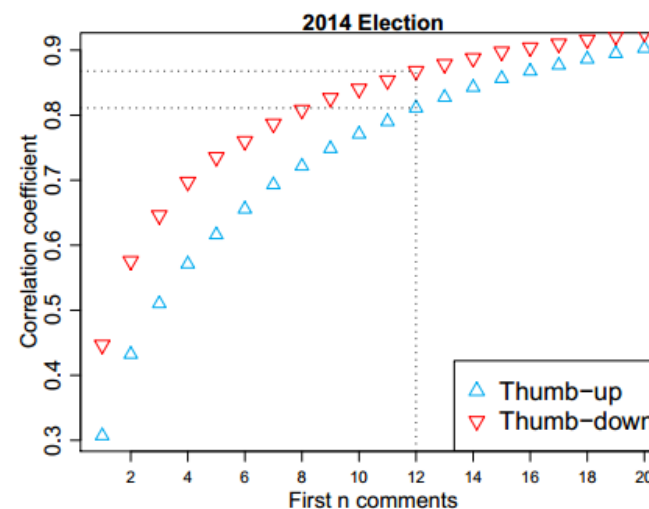 2014 Election
Correlation coefficient
0.9
0.8
0.7
0.6
0.5
0.4
0.3
Thumb-up
Thumb-down
2 4 6 8 10 12 14 16 18 20
First n comments